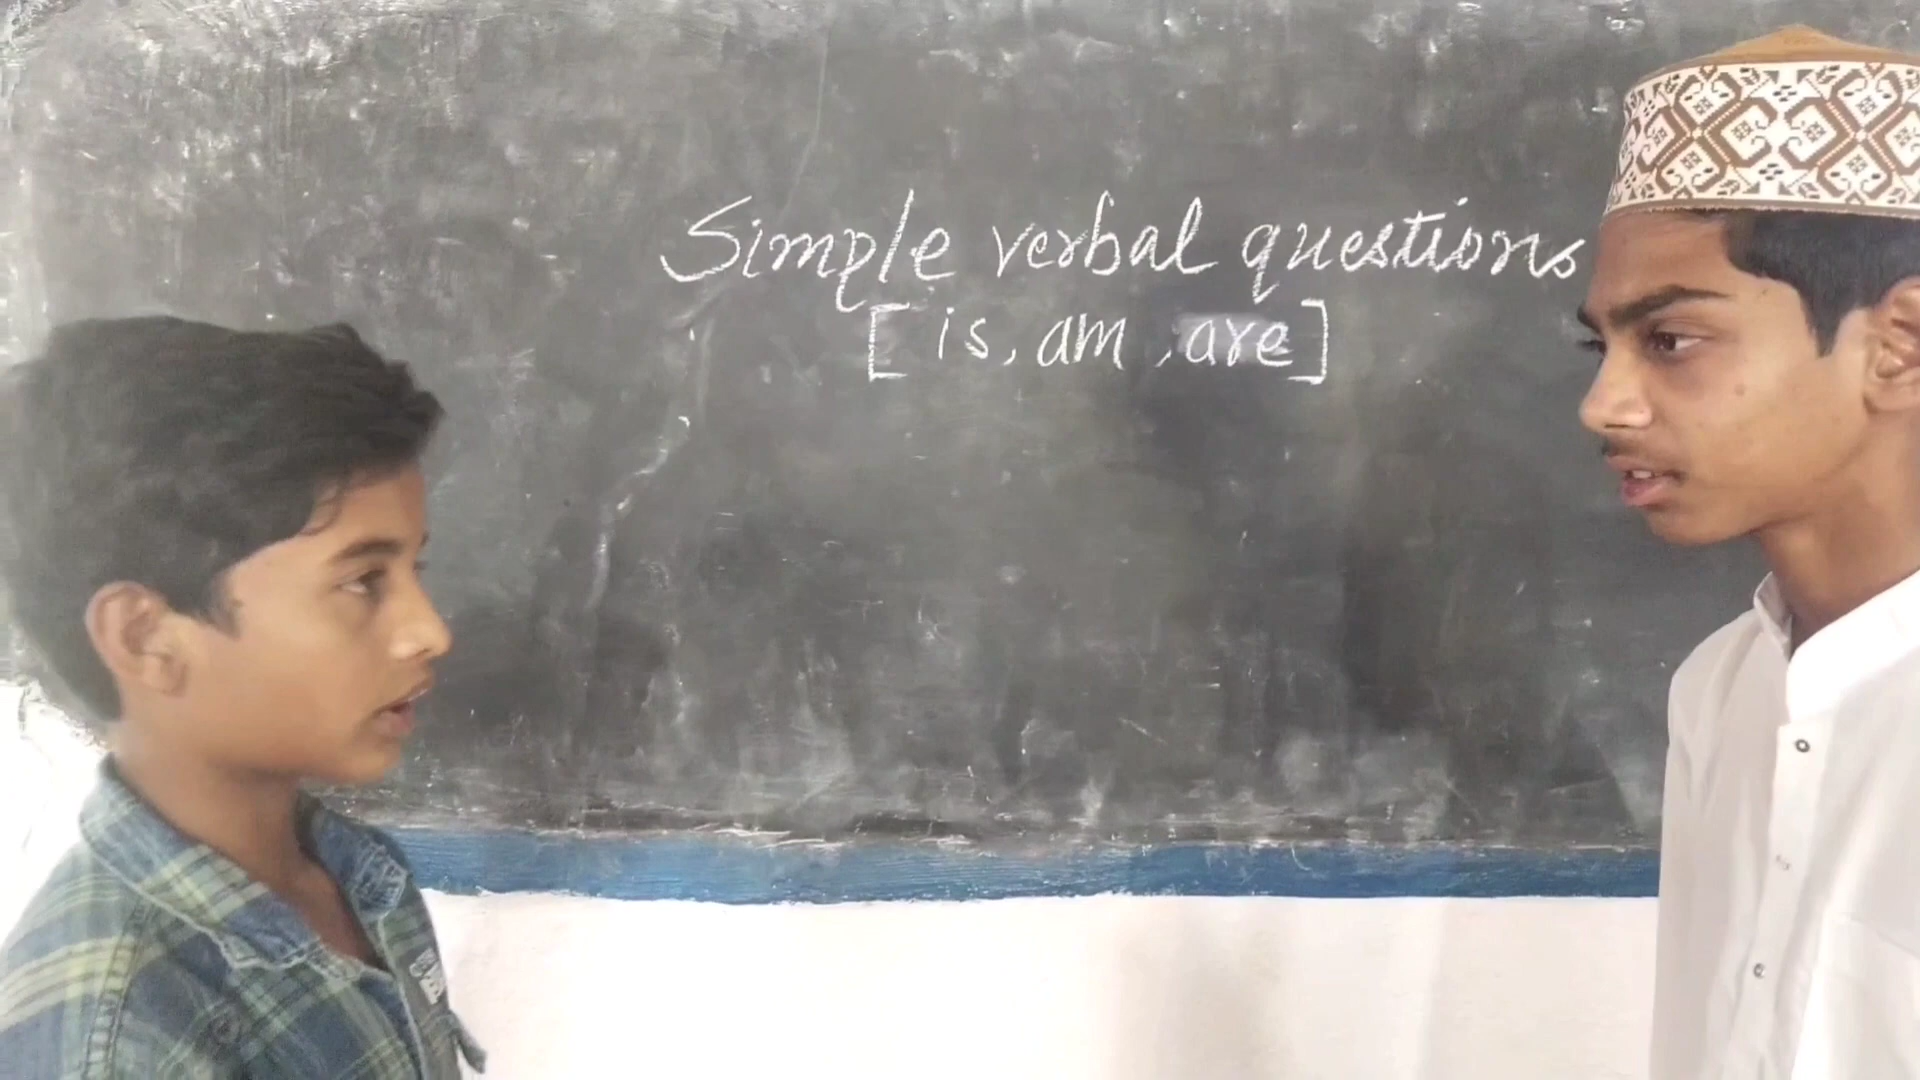 Simple verbal questions
[ is, am , are ]